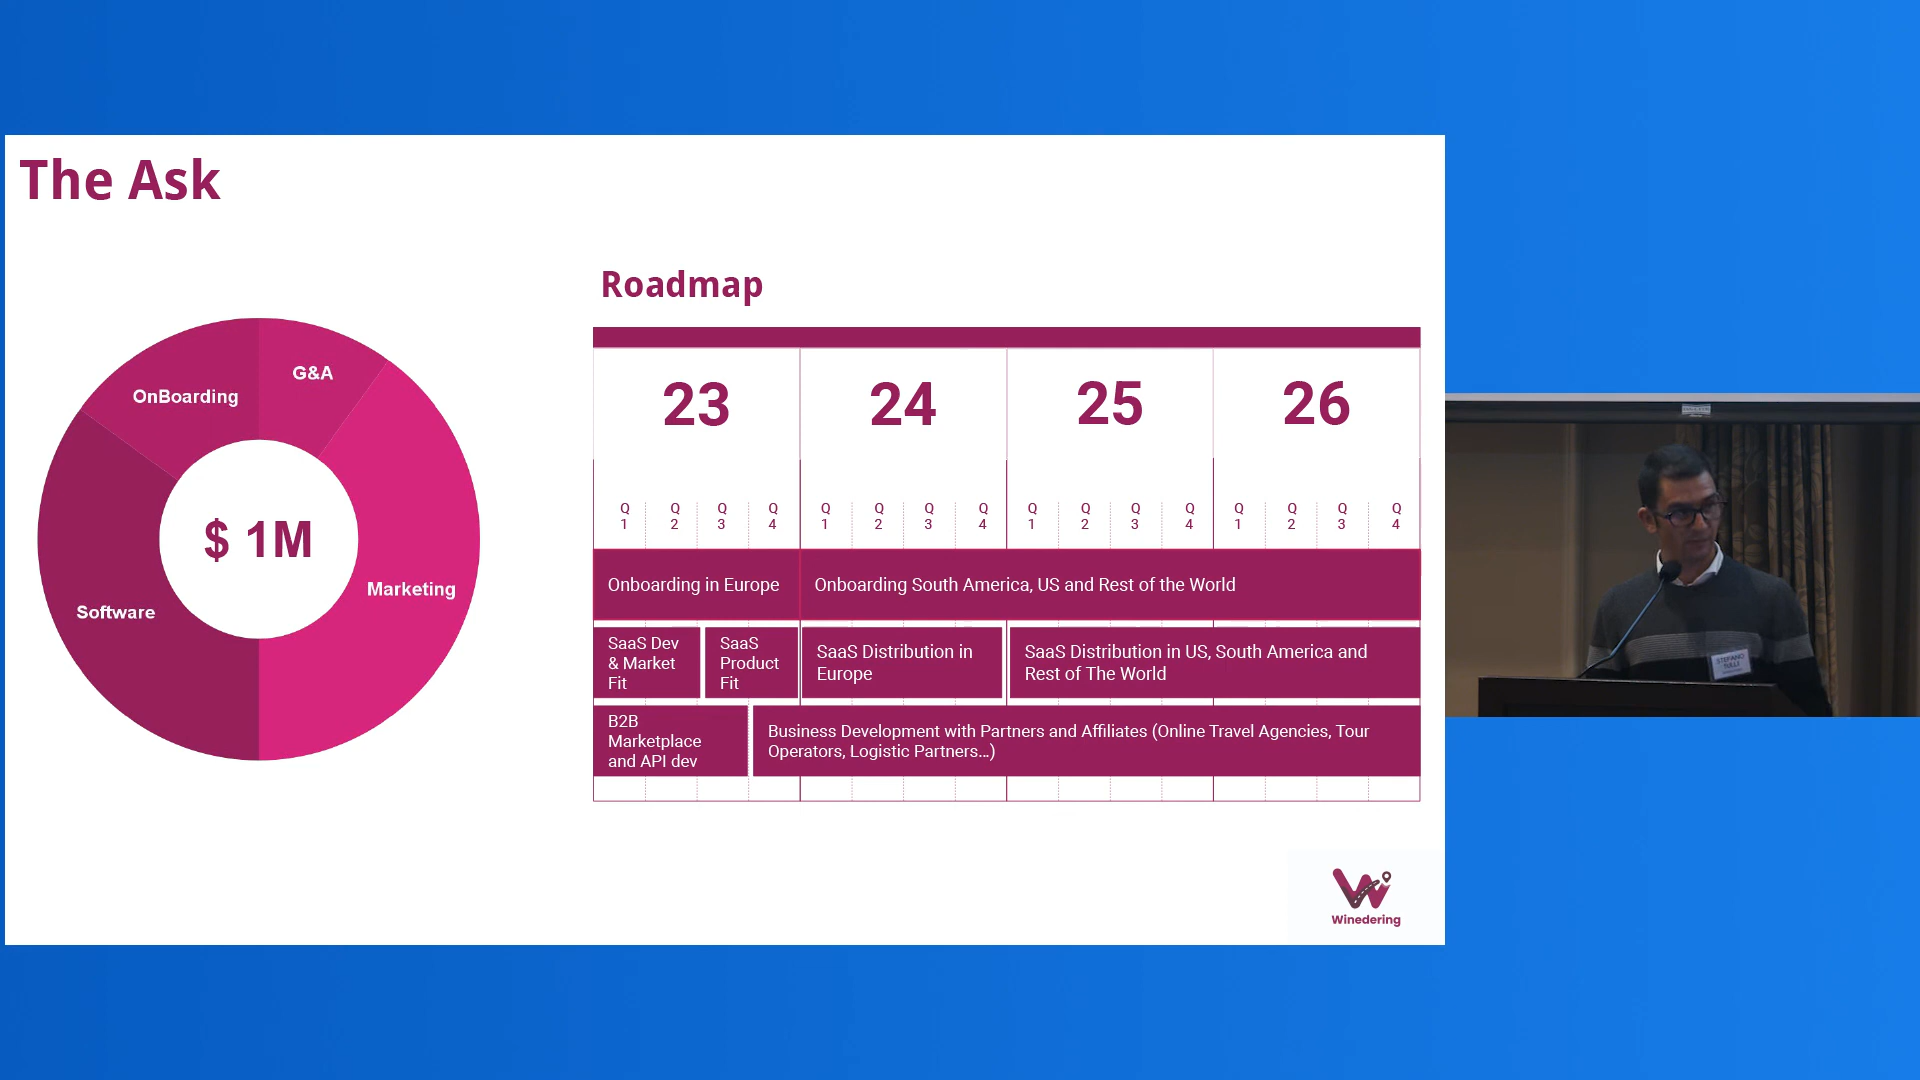 The Ask
OnBoarding
G&A
$ 1M
Marketing
Software
Roadmap
23
24
25
26
Q 1
Q 2
Q 3
Q 4
Q 1
Q 2
Q 3
Q 4
Q 1
Q 2
Q 3
Q 4
Q 1
Q 2
Q 3
Q 4
Onboarding in Europe
Onboarding South America, US and Rest of the World
SaaS Dev
& Market
Fit
SaaS
Product
Fit
SaaS Distribution in
Europe
SaaS Distribution in US, South America and
Rest of The World
B2B
Marketplace
and API dev
Business Development with Partners and Affiliates (Online Travel Agencies, Tour
Operators, Logistic Partners...)
Winedering
STEFANO
TULLI